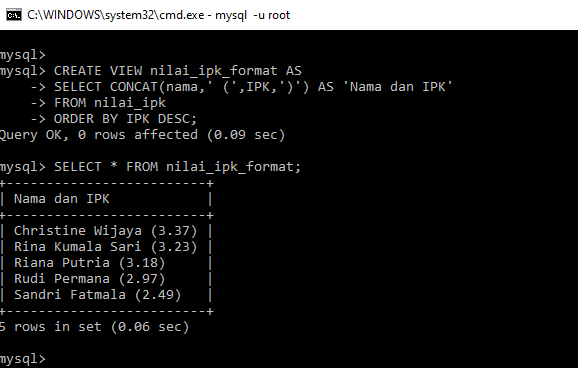 C:\WINDOWS\system32\cmd.exe - mysql -u root
mysql>
mysql> CREATE VIEW nilai_ipk_format AS
-> SELECT CONCAT(nama,' (',IPK,')') AS 'Nama dan IPK'
-> FROM nilai_ipk
-> ORDER BY IPK DESC;
Query OK, 0 rows affected (0.09 sec)
mysql> SELECT * FROM nilai_ipk_format;
+-------------------------+
| Nama dan IPK            |
+-------------------------+
| Christine Wijaya (3.37) |
| Rina Kumala Sari (3.23) |
| Riana Putria (3.18)     |
| Rudi Permana (2.97)     |
| Sandri Fatmala (2.49)   |
+-------------------------+
5 rows in set (0.06 sec)
mysql>